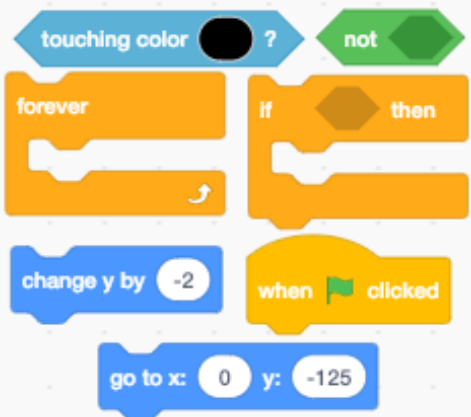 touching color ? not
forever if then
change y by -2 when clicked
go to x: 0 y: -125